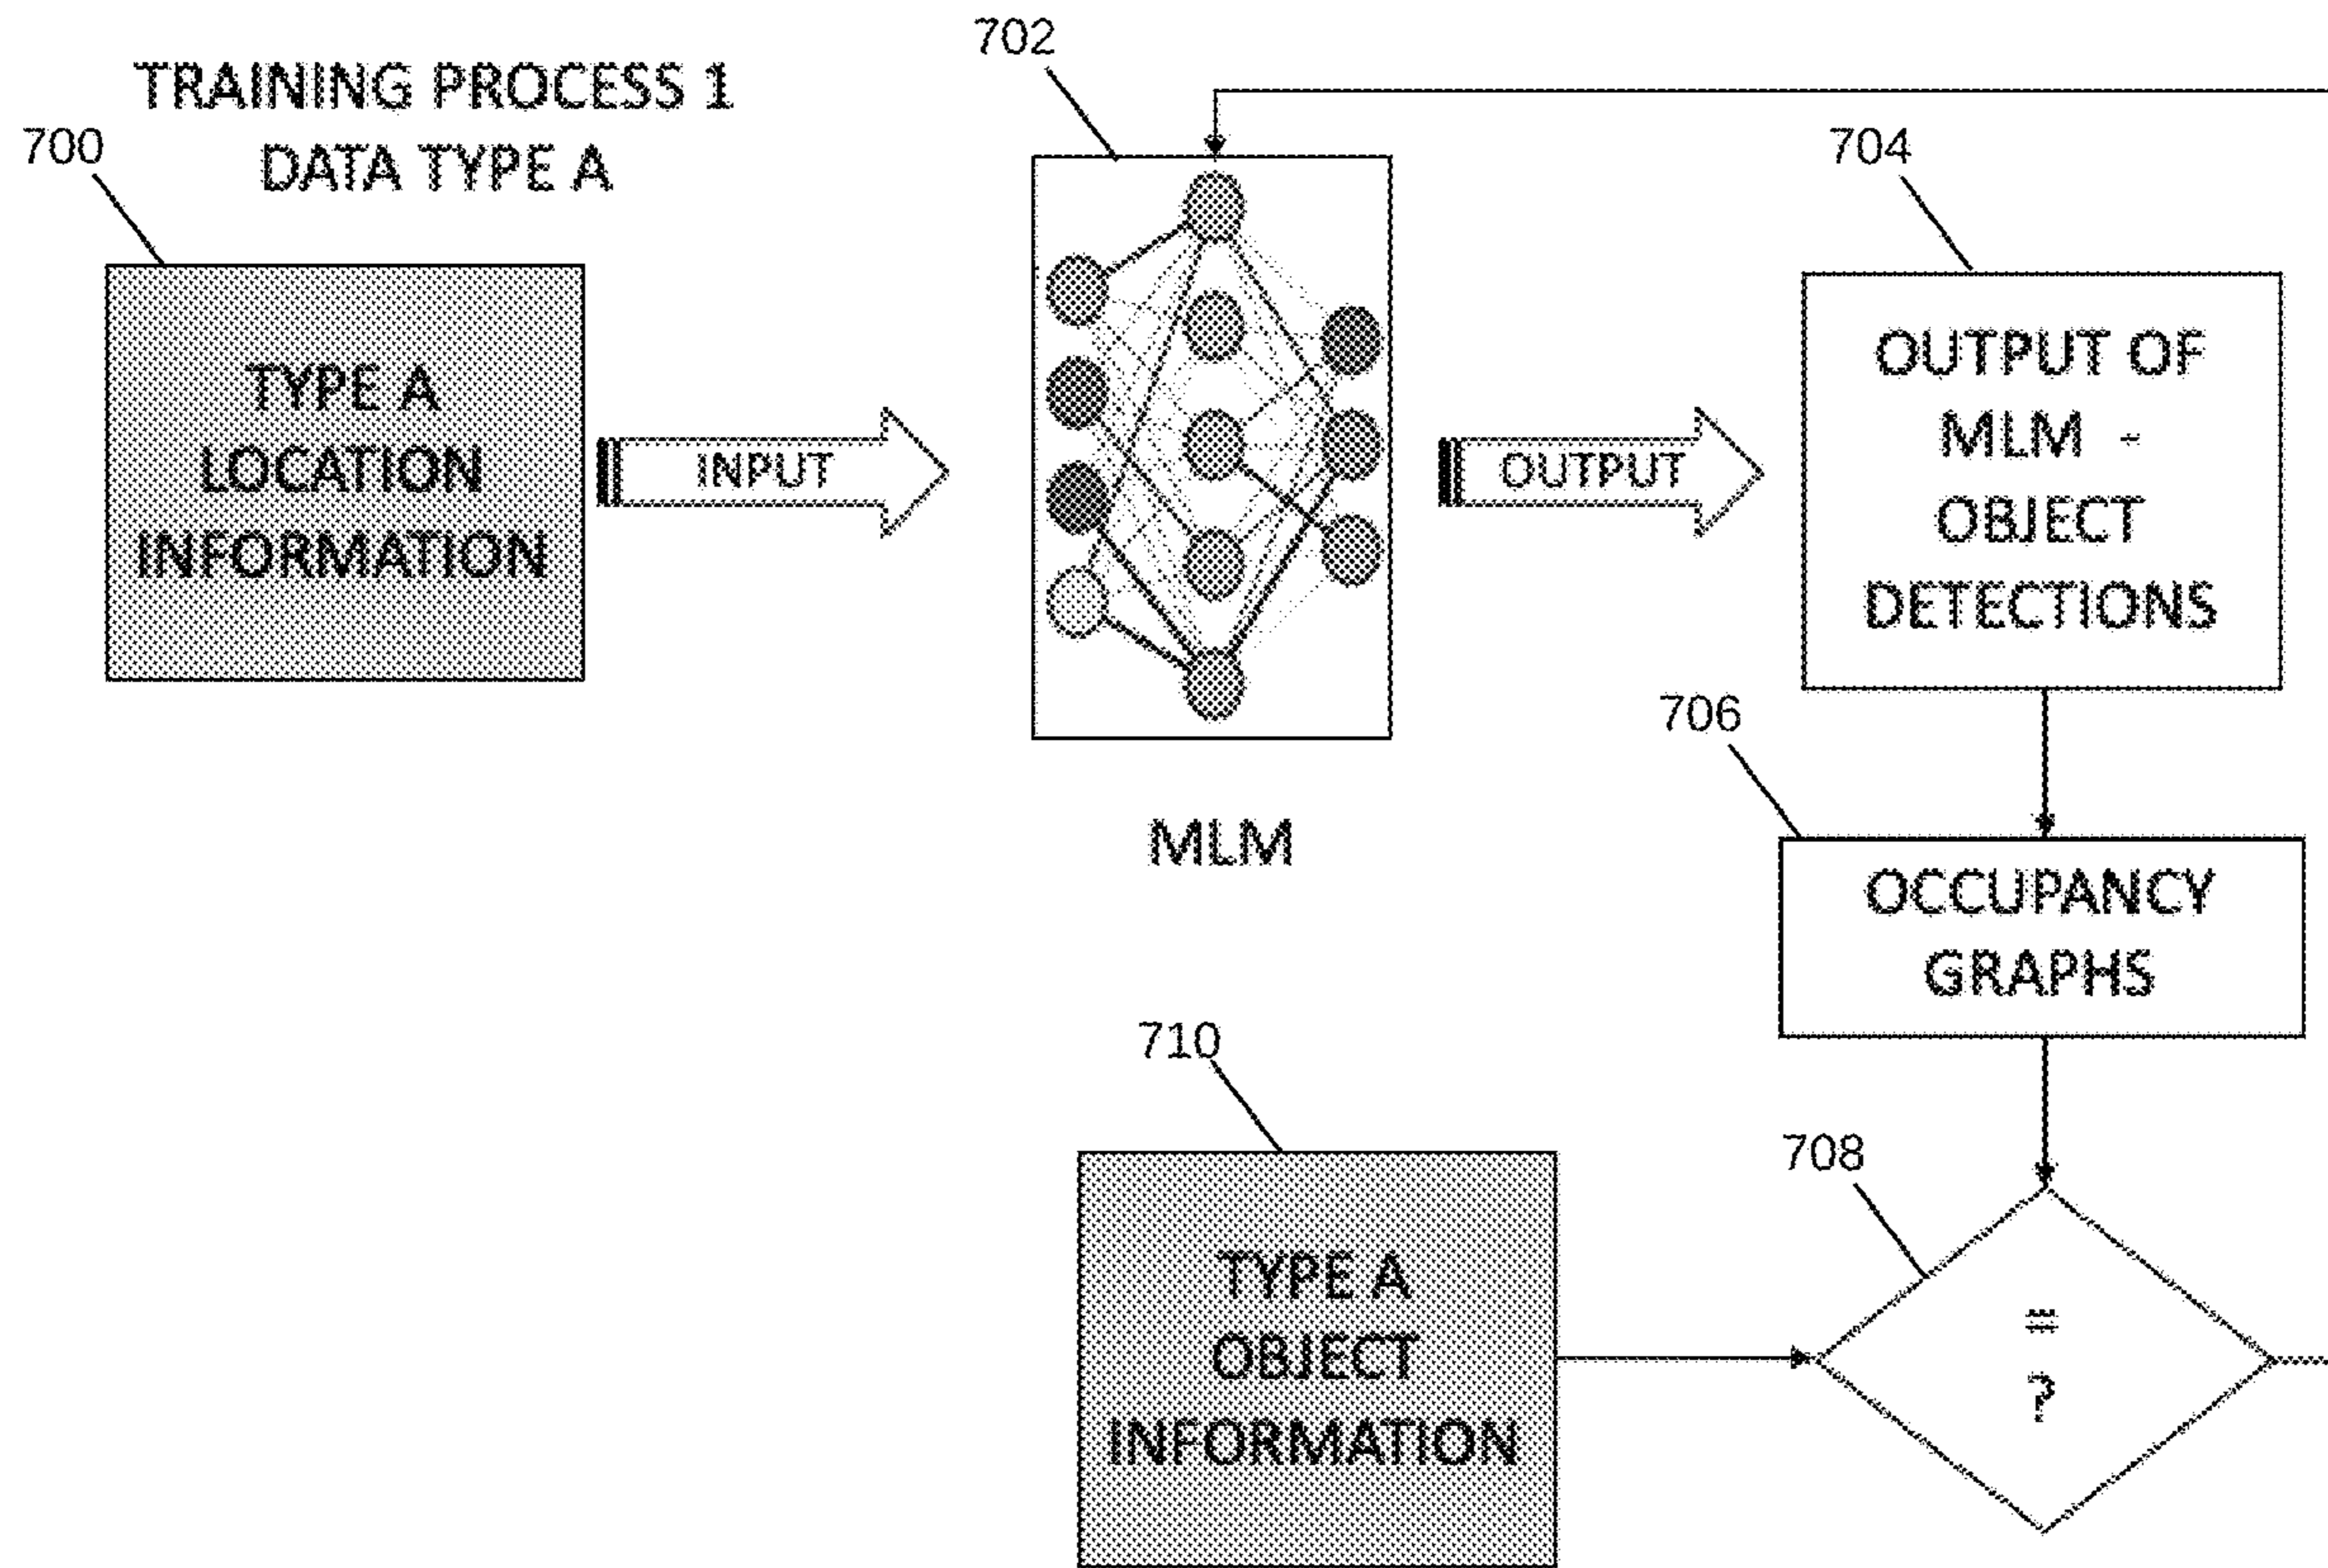 702
TRAINING PROCESS 1
700
DATA TYPE A
704
TYPE A
LOCATION
INFORMATION
INPUT
OUTPUT
OUTPUT OF
MLM -
OBJECT
DETECTIONS
706
MLM
OCCUPANCY
GRAPHS
710
708
TYPE A
OBJECT
INFORMATION
=
?